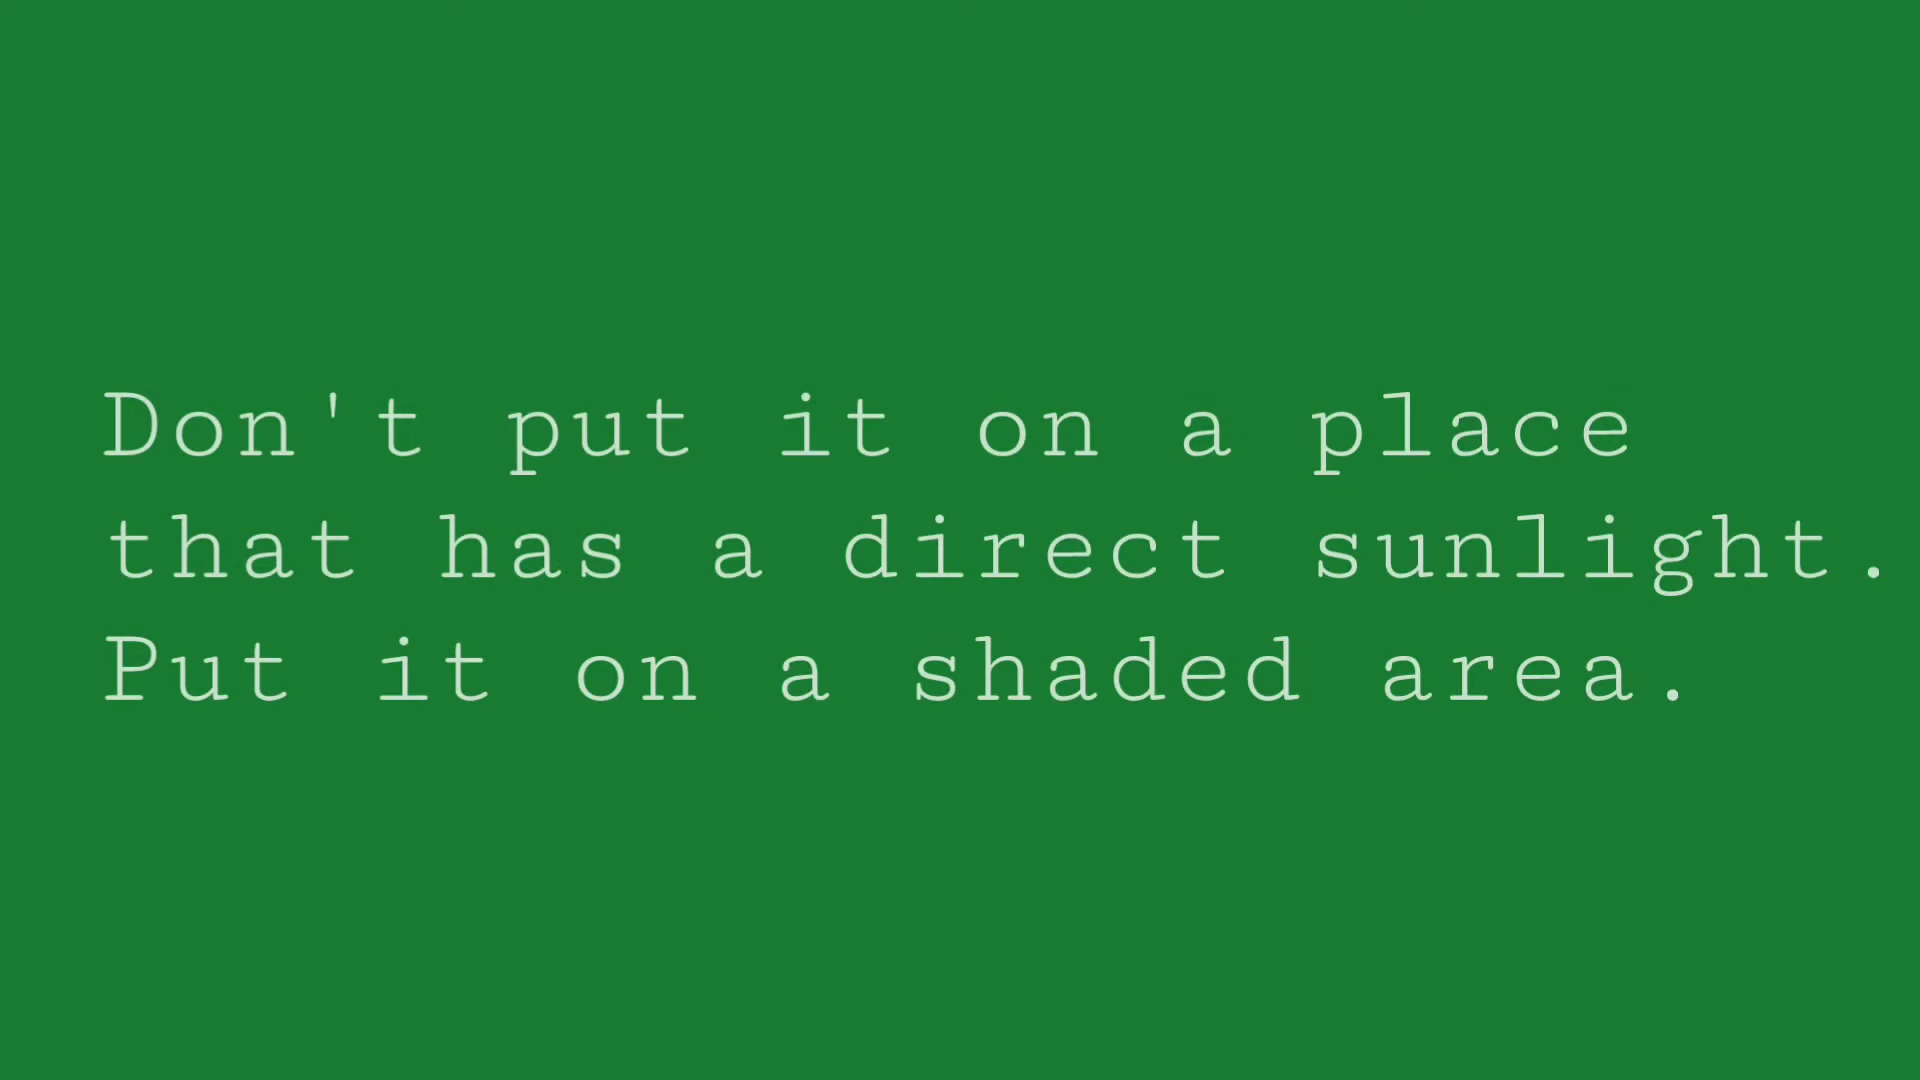 Don't put it on a place
that has a direct sunlight.
Put it on a shaded area.